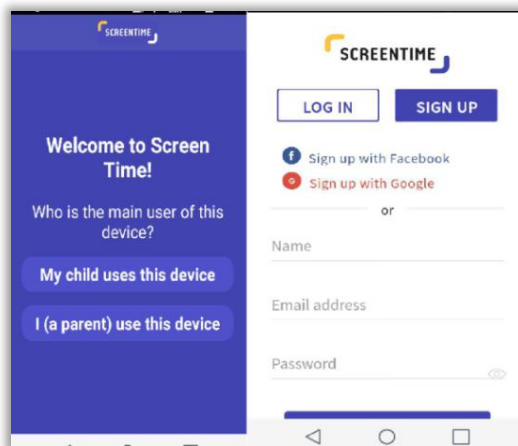 SCREENTIME
Welcome to Screen
Time!
Who is the main user of this
device?
My child uses this device
I (a parent) use this device
SCREENTIME
LOG IN
SIGN UP
Sign up with Facebook
Sign up with Google
or
Name
Email address
Password